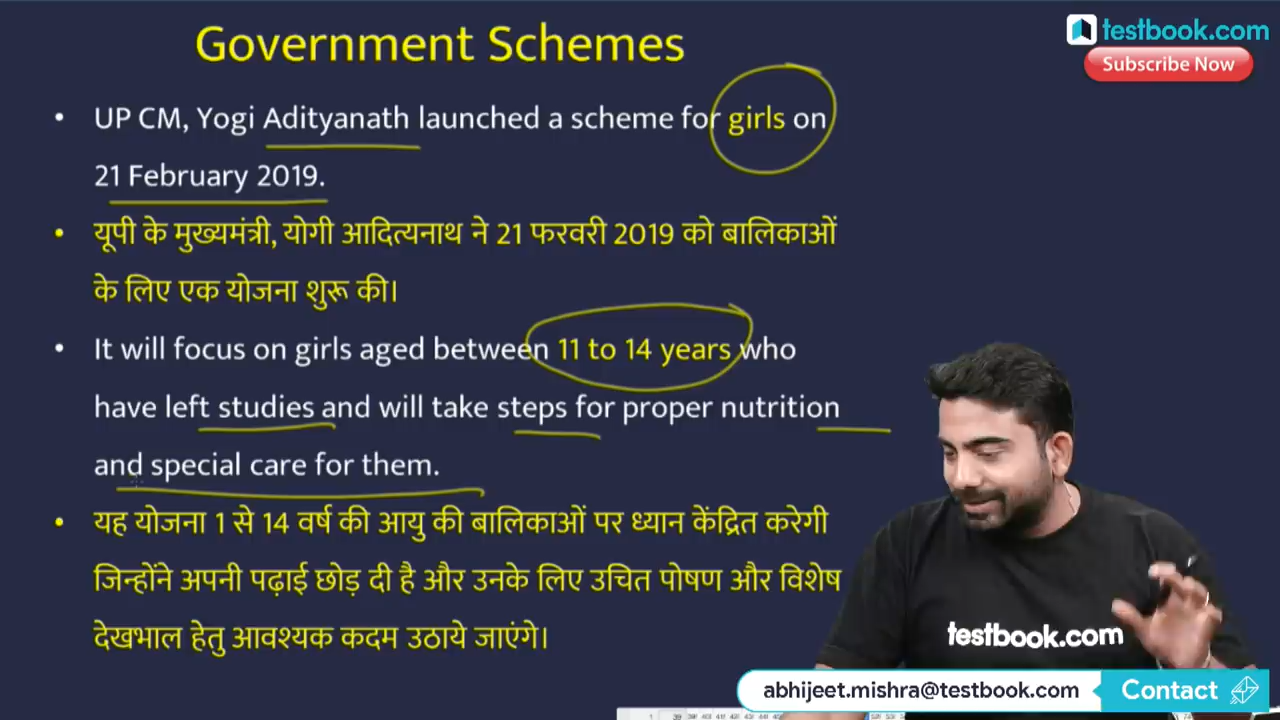 Government Schemes
testbook.com
Subscribe Now
• UP CM, Yogi Adityanath launched a scheme for girls on
21 February 2019.
• यूपी के मुख्यमंत्री, योगी आदित्यनाथ ने 21 फरवरी 2019 को बालिकाओं
के लिए एक योजना शुरू की।
• It will focus on girls aged between 11 to 14 years who
have left studies and will take steps for proper nutrition
and special care for them.
• यह योजना 1 से 14 वर्ष की आयु की बालिकाओं पर ध्यान केंद्रित करेगी
जिन्होंने अपनी पढ़ाई छोड़ दी है और उनके लिए उचित पोषण और विशेष
देखभाल हेतु आवश्यक कदम उठाये जाएंगे।
testbook.com
abhijeet.mishra@testbook.com
Contact